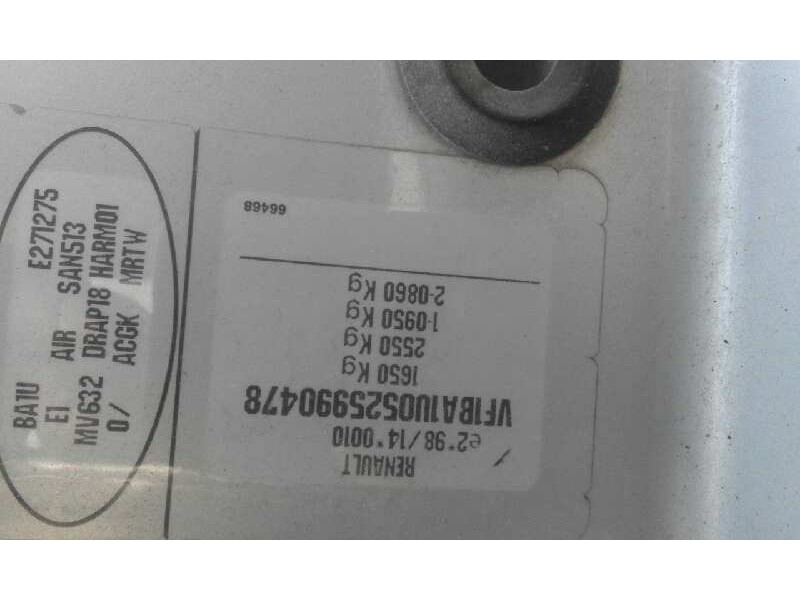 RENAULT
e2*98/14*0010
VF1BA1U0525990478
1650 Kg
2550 Kg
1-0950 Kg
2-0860 Kg
66468
BA1U E271275
E1 AIR SAN513
MV632 DRAP18 HARM01
0/ ACGK MRTW